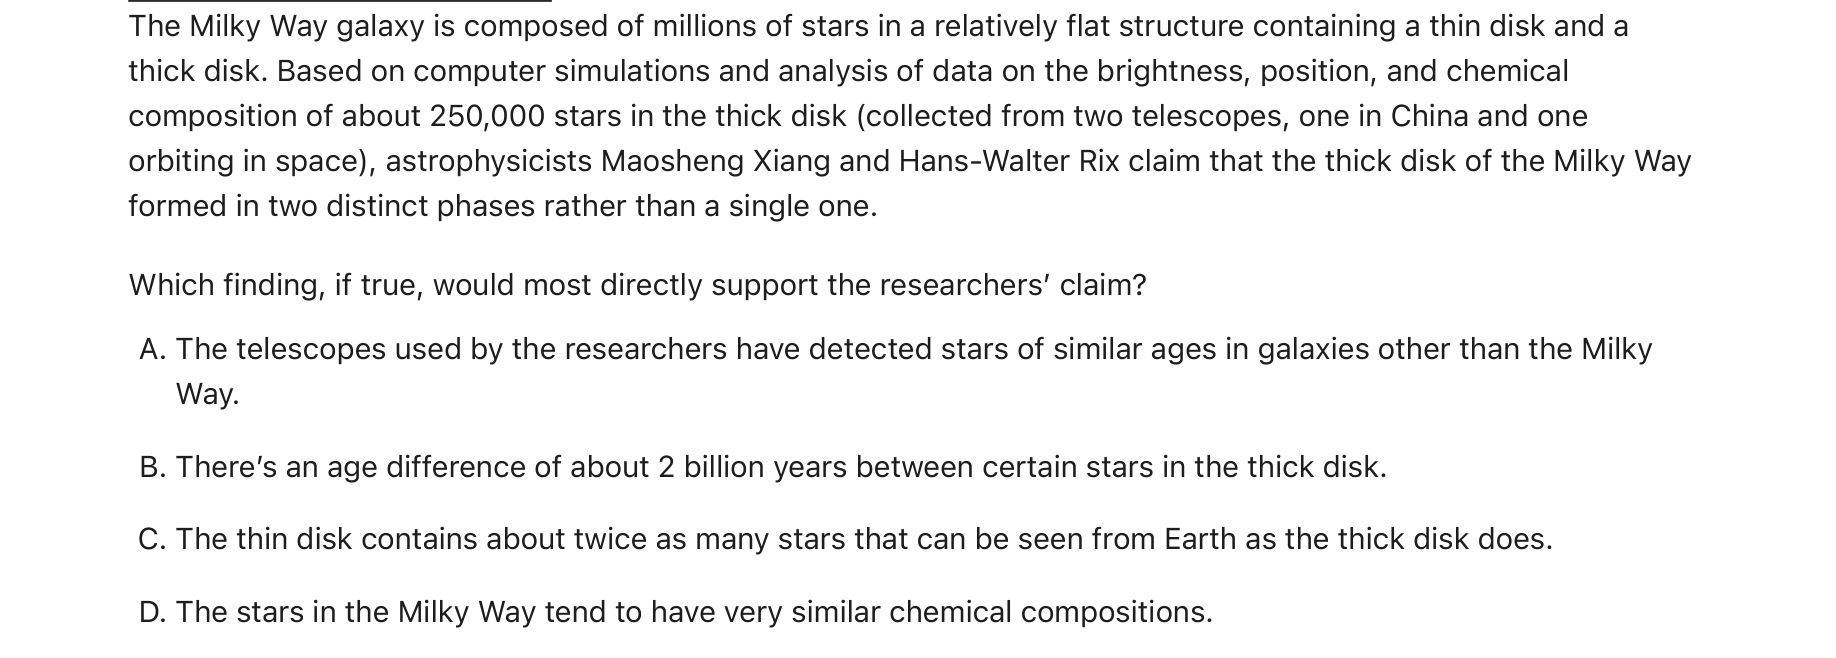 The Milky Way galaxy is composed of millions of stars in a relatively flat structure containing a thin disk and a
thick disk. Based on computer simulations and analysis of data on the brightness, position, and chemical
composition of about 250,000 stars in the thick disk (collected from two telescopes, one in China and one
orbiting in space), astrophysicists Maosheng Xiang and Hans-Walter Rix claim that the thick disk of the Milky Way
formed in two distinct phases rather than a single one.
Which finding, if true, would most directly support the researchers’ claim?
A. The telescopes used by the researchers have detected stars of similar ages in galaxies other than the Milky
Way.
B. There’s an age difference of about 2 billion years between certain stars in the thick disk.
C. The thin disk contains about twice as many stars that can be seen from Earth as the thick disk does.
D. The stars in the Milky Way tend to have very similar chemical compositions.